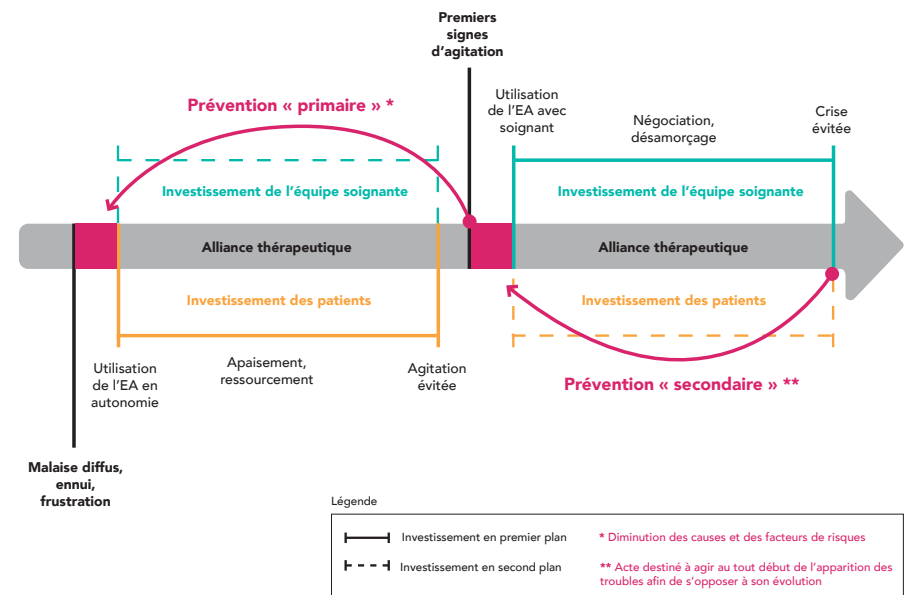 Premiers
signes
d’agitation
Prévention « primaire » *
Utilisation
de l’EA avec
soignant
Négociation,
désamorçage
Crise
évitée
Investissement de l’équipe soignante
Investissement de l’équipe soignante
Alliance thérapeutique
Alliance thérapeutique
Investissement des patients
Investissement des patients
Utilisation
de l’EA en
autonomie
Apaisement,
ressourcement
Agitation
évitée
Prévention « secondaire » **
Malaise diffus,
ennui,
frustration
Légende
Investissement en premier plan
* Diminution des causes et des facteurs de risques
Investissement en second plan
** Acte destiné à agir au tout début de l’apparition des
troubles afin de s’opposer à son évolution